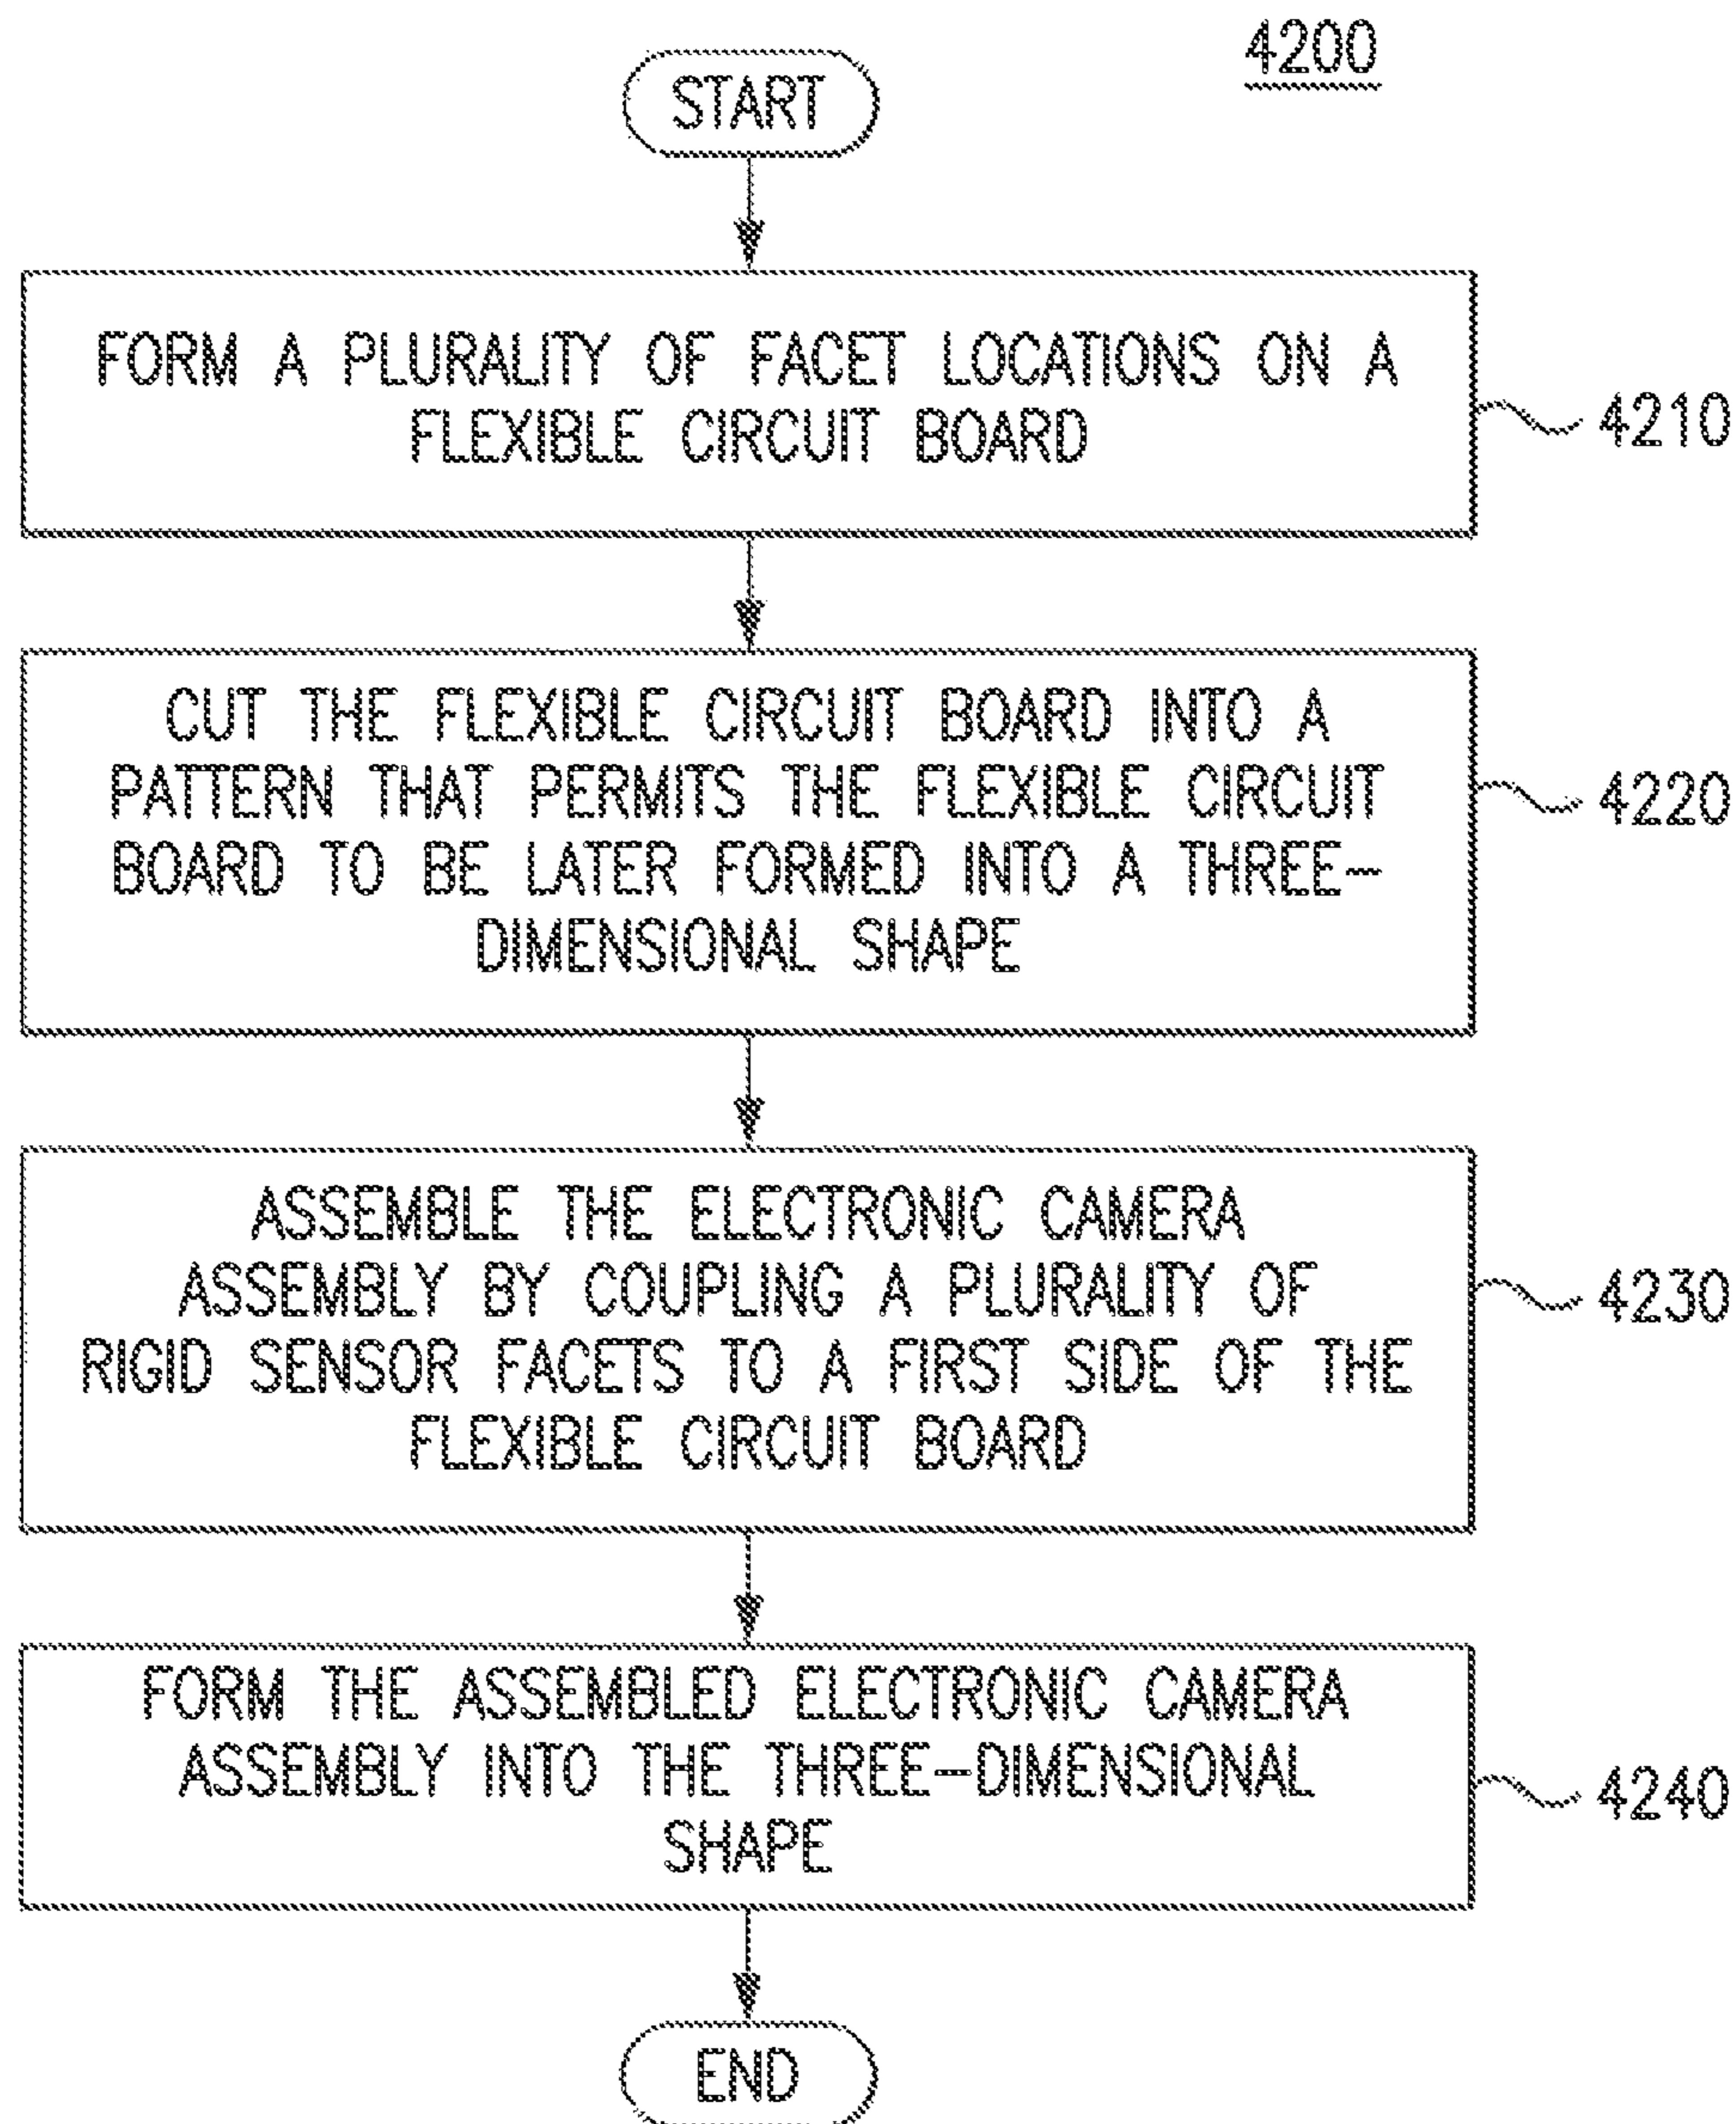 4200
START
FORM A PLURALITY OF FACET LOCATIONS ON A
FLEXIBLE CIRCUIT BOARD
4210
CUT THE FLEXIBLE CIRCUIT BOARD INTO A
PATTERN THAT PERMITS THE FLEXIBLE CIRCUIT
BOARD TO BE LATER FORMED INTO A THREE-
DIMENSIONAL SHAPE
4220
ASSEMBLE THE ELECTRONIC CAMERA
ASSEMBLY BY COUPLING A PLURALITY OF
RIGID SENSOR FACETS TO A FIRST SIDE OF THE
FLEXIBLE CIRCUIT BOARD
4230
FORM THE ASSEMBLED ELECTRONIC CAMERA
ASSEMBLY INTO THE THREE-DIMENSIONAL
SHAPE
4240
END